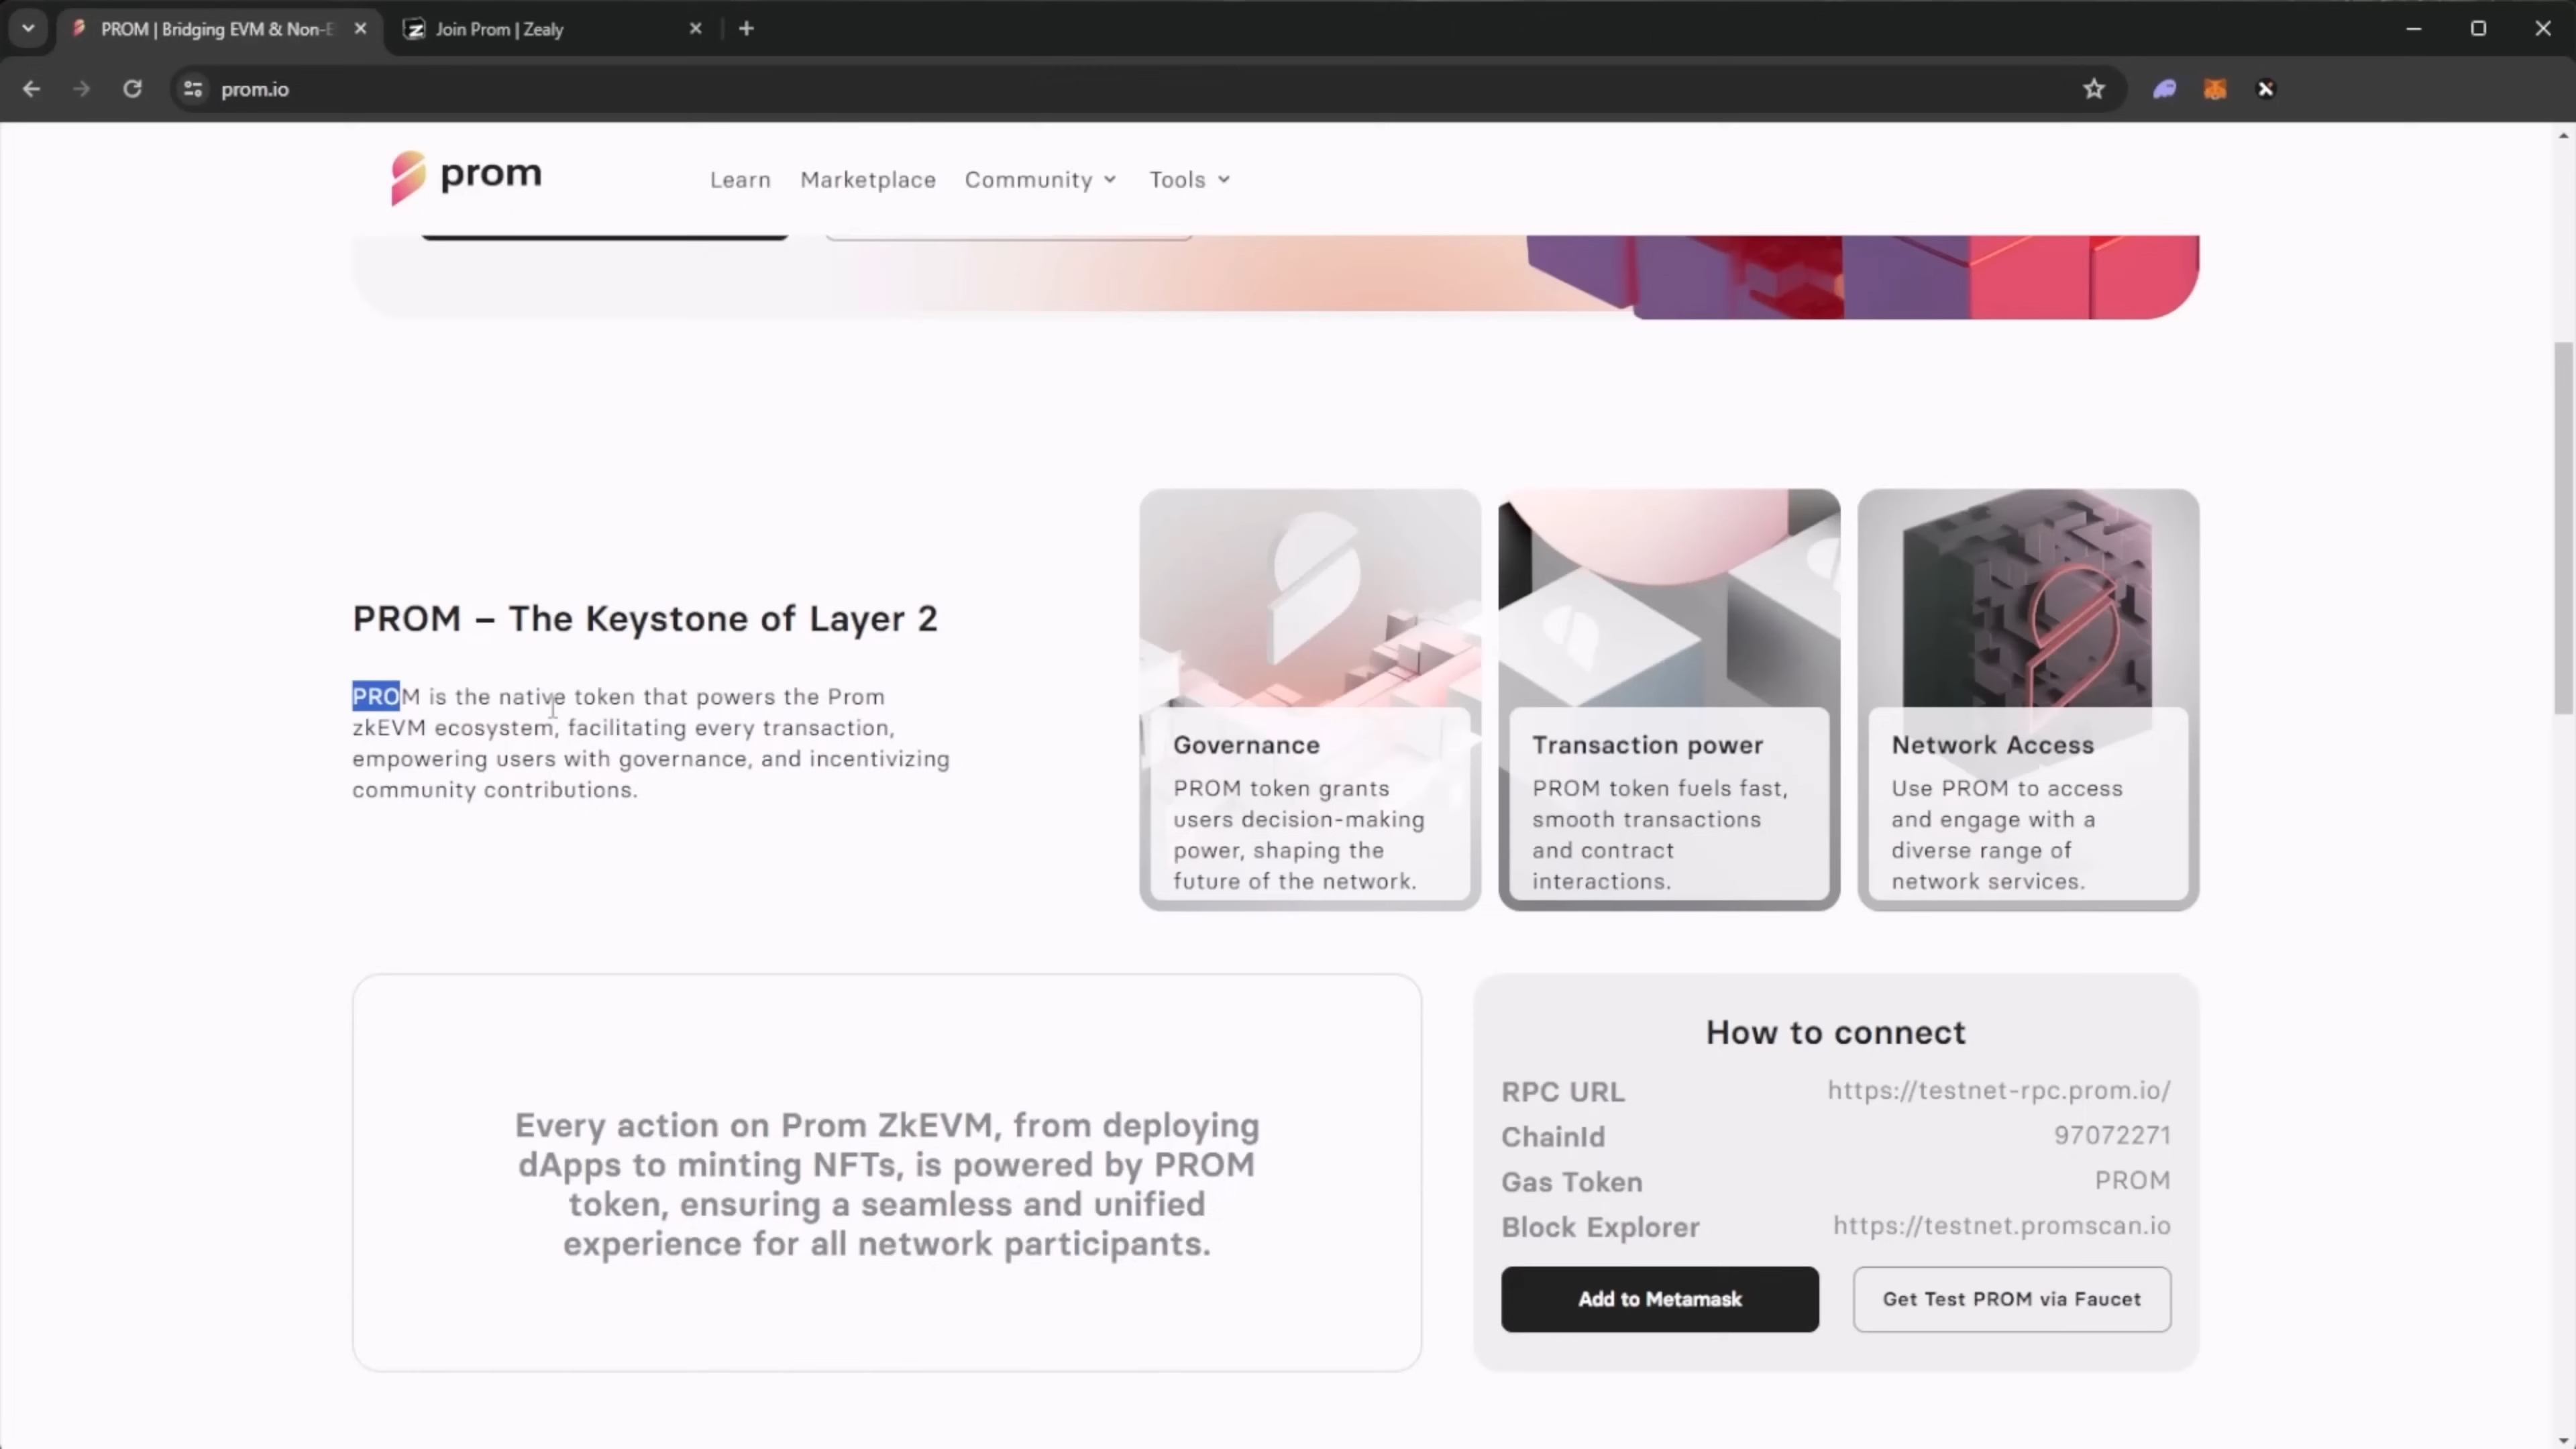 PROM | Bridging EVM & Non-E
Join Prom | Zealy
prom.io
prom
Learn
Marketplace
Community
Tools
PROM – The Keystone of Layer 2
PROM is the native token that powers the Prom
zkEVM ecosystem, facilitating every transaction,
empowering users with governance, and incentivizing
community contributions.
Governance
PROM token grants
users decision-making
power, shaping the
future of the network.
Transaction power
PROM token fuels fast,
smooth transactions
and contract
interactions.
Network Access
Use PROM to access
and engage with a
diverse range of
network services.
Every action on Prom ZkEVM, from deploying
dApps to minting NFTs, is powered by PROM
token, ensuring a seamless and unified
experience for all network participants.
How to connect
RPC URL https://testnet-rpc.prom.io/
ChainId 97072271
Gas Token PROM
Block Explorer https://testnet.promscan.io
Add to Metamask
Get Test PROM via Faucet